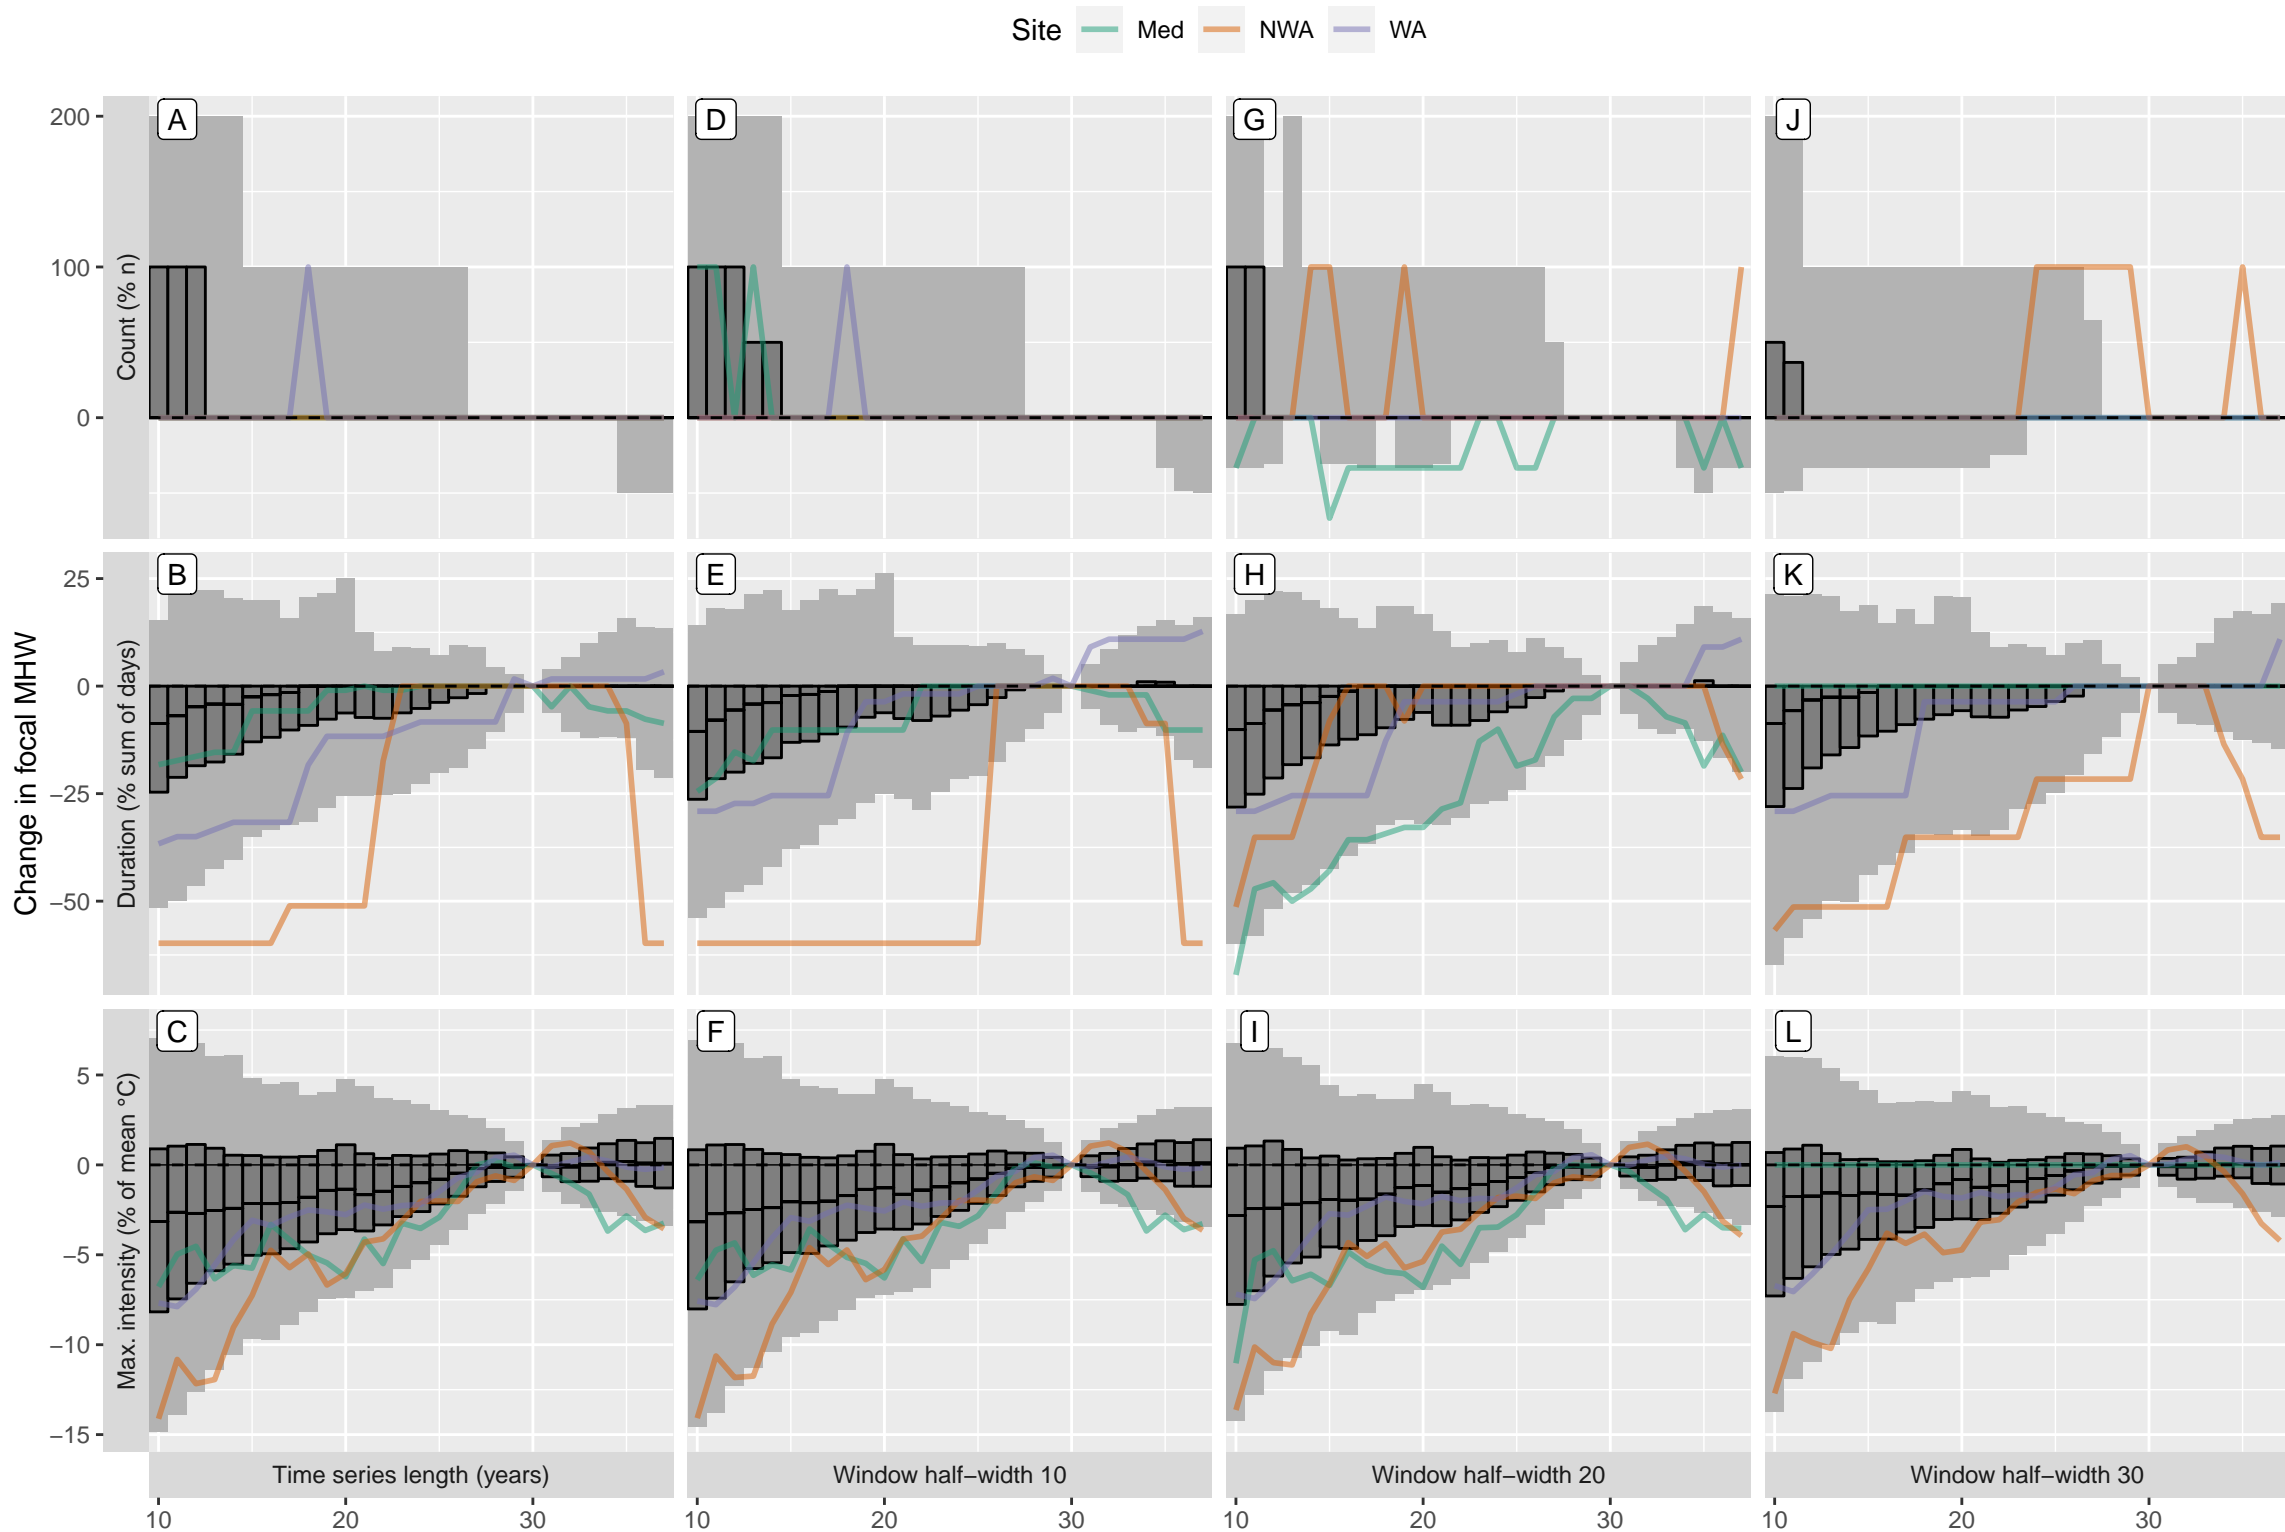 Site Med NWA WA
A D G J
200
100
0
Count (% n)
B E H K
25
0
−25
−50
Duration (% sum of days)
Change in focal MHW
C F I L
5
0
−5
−10
−15
Max. intensity (% of mean °C)
Time series length (years) Window half−width 10 Window half−width 20 Window half−width 30
10 20 30 10 20 30 10 20 30 10 20 30